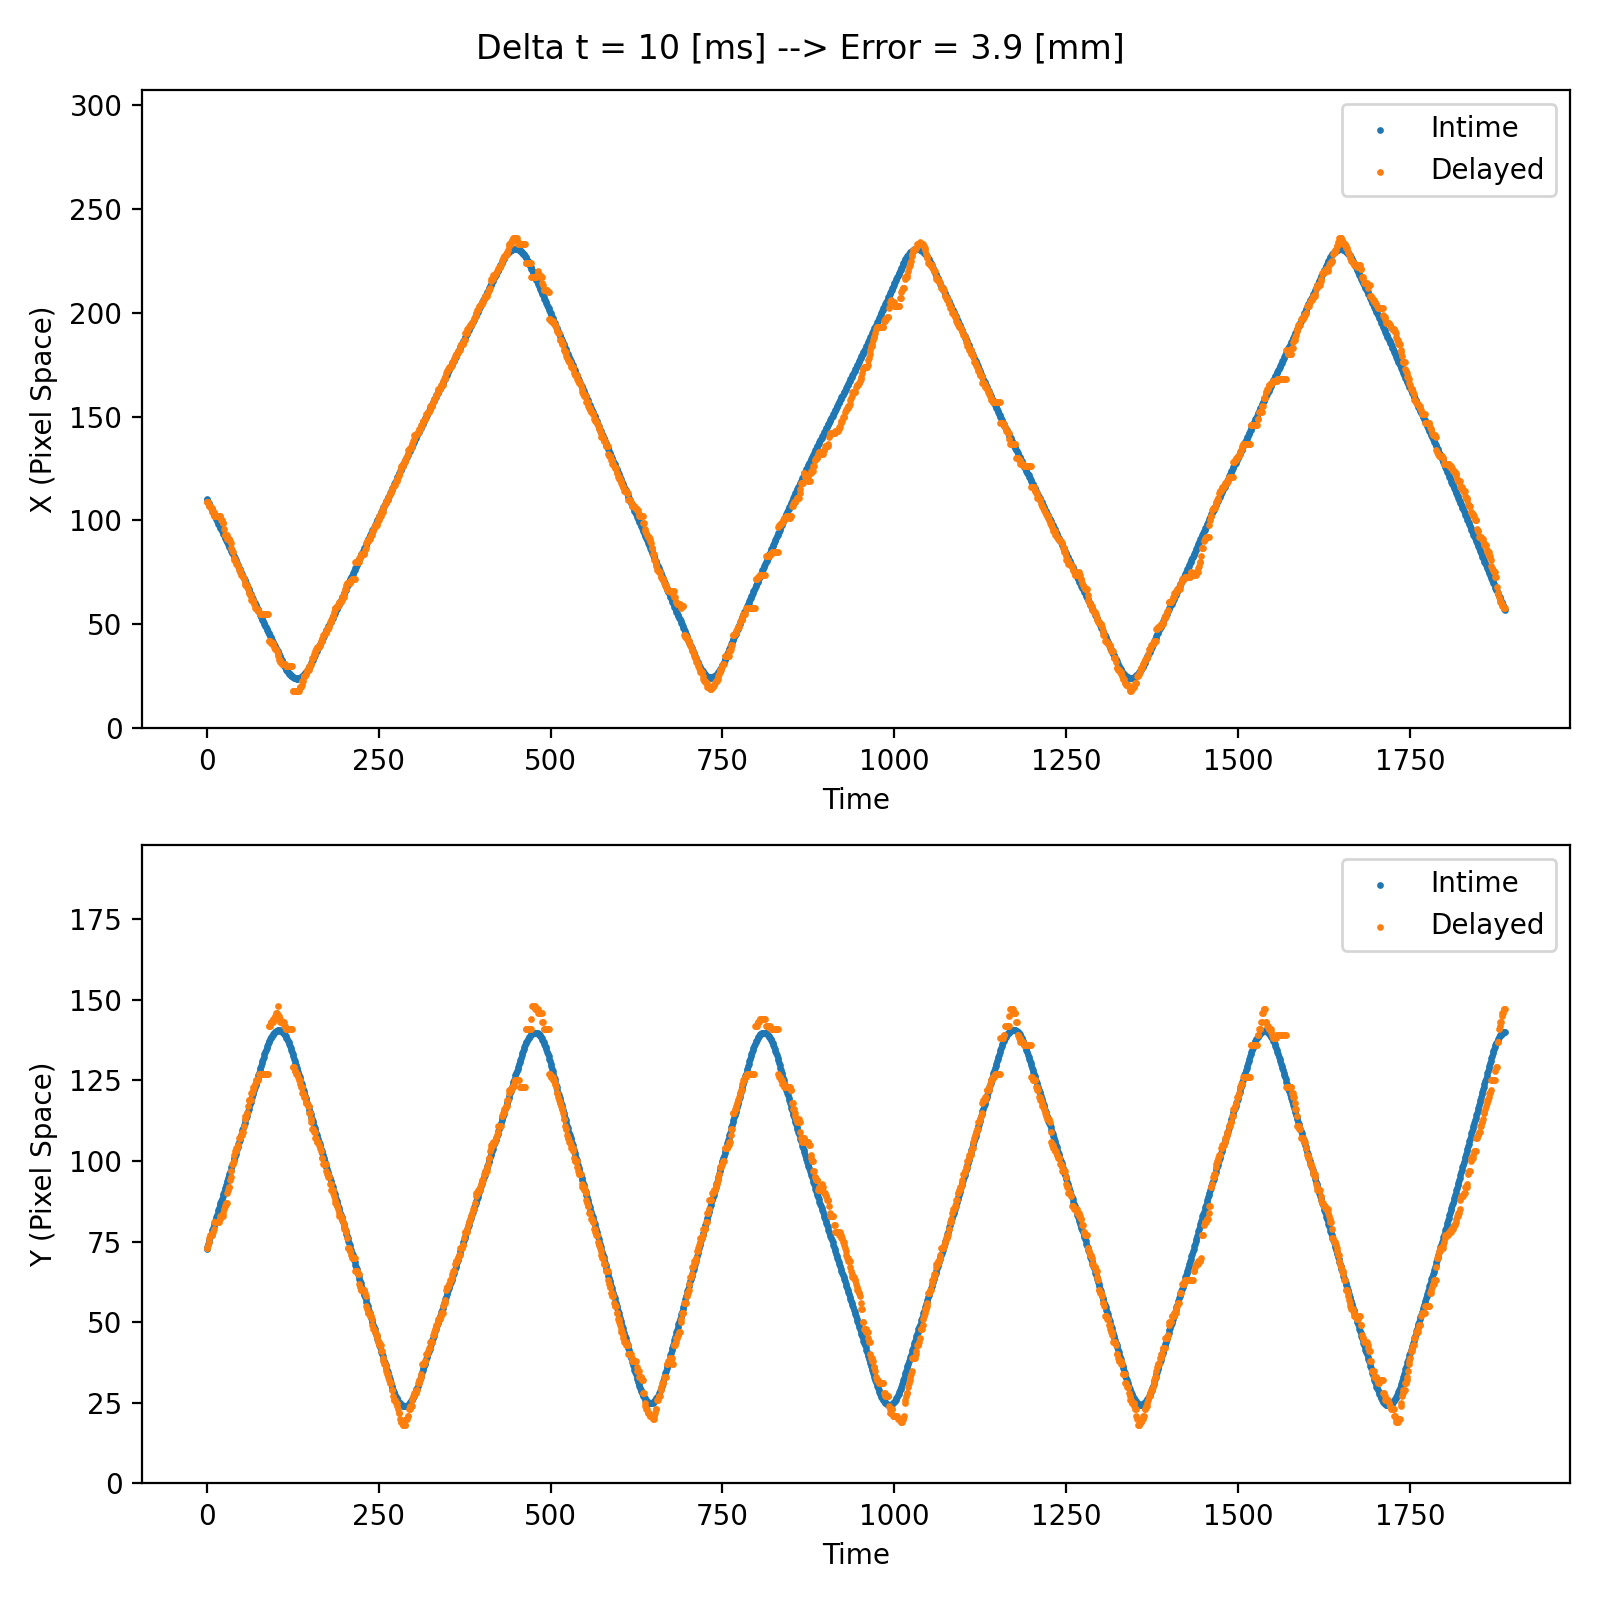 Delta t = 10 [ms] --> Error = 3.9 [mm]
300
250
200
150
100
50
0
X (Pixel Space)
Intime
Delayed
0 250 500 750 1000 1250 1500 1750
Time
175
150
125
100
75
50
25
0
Y (Pixel Space)
Intime
Delayed
0 250 500 750 1000 1250 1500 1750
Time